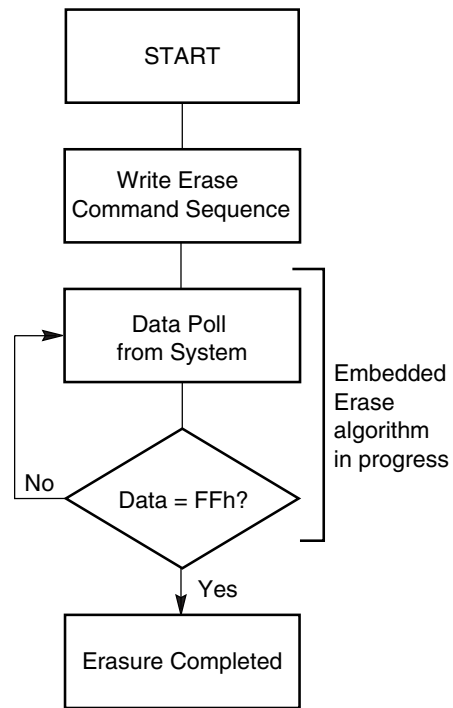 START
Write Erase
Command Sequence
Data Poll
from System
Embedded
Erase
algorithm
in progress
No
Data = FFh?
Yes
Erasure Completed